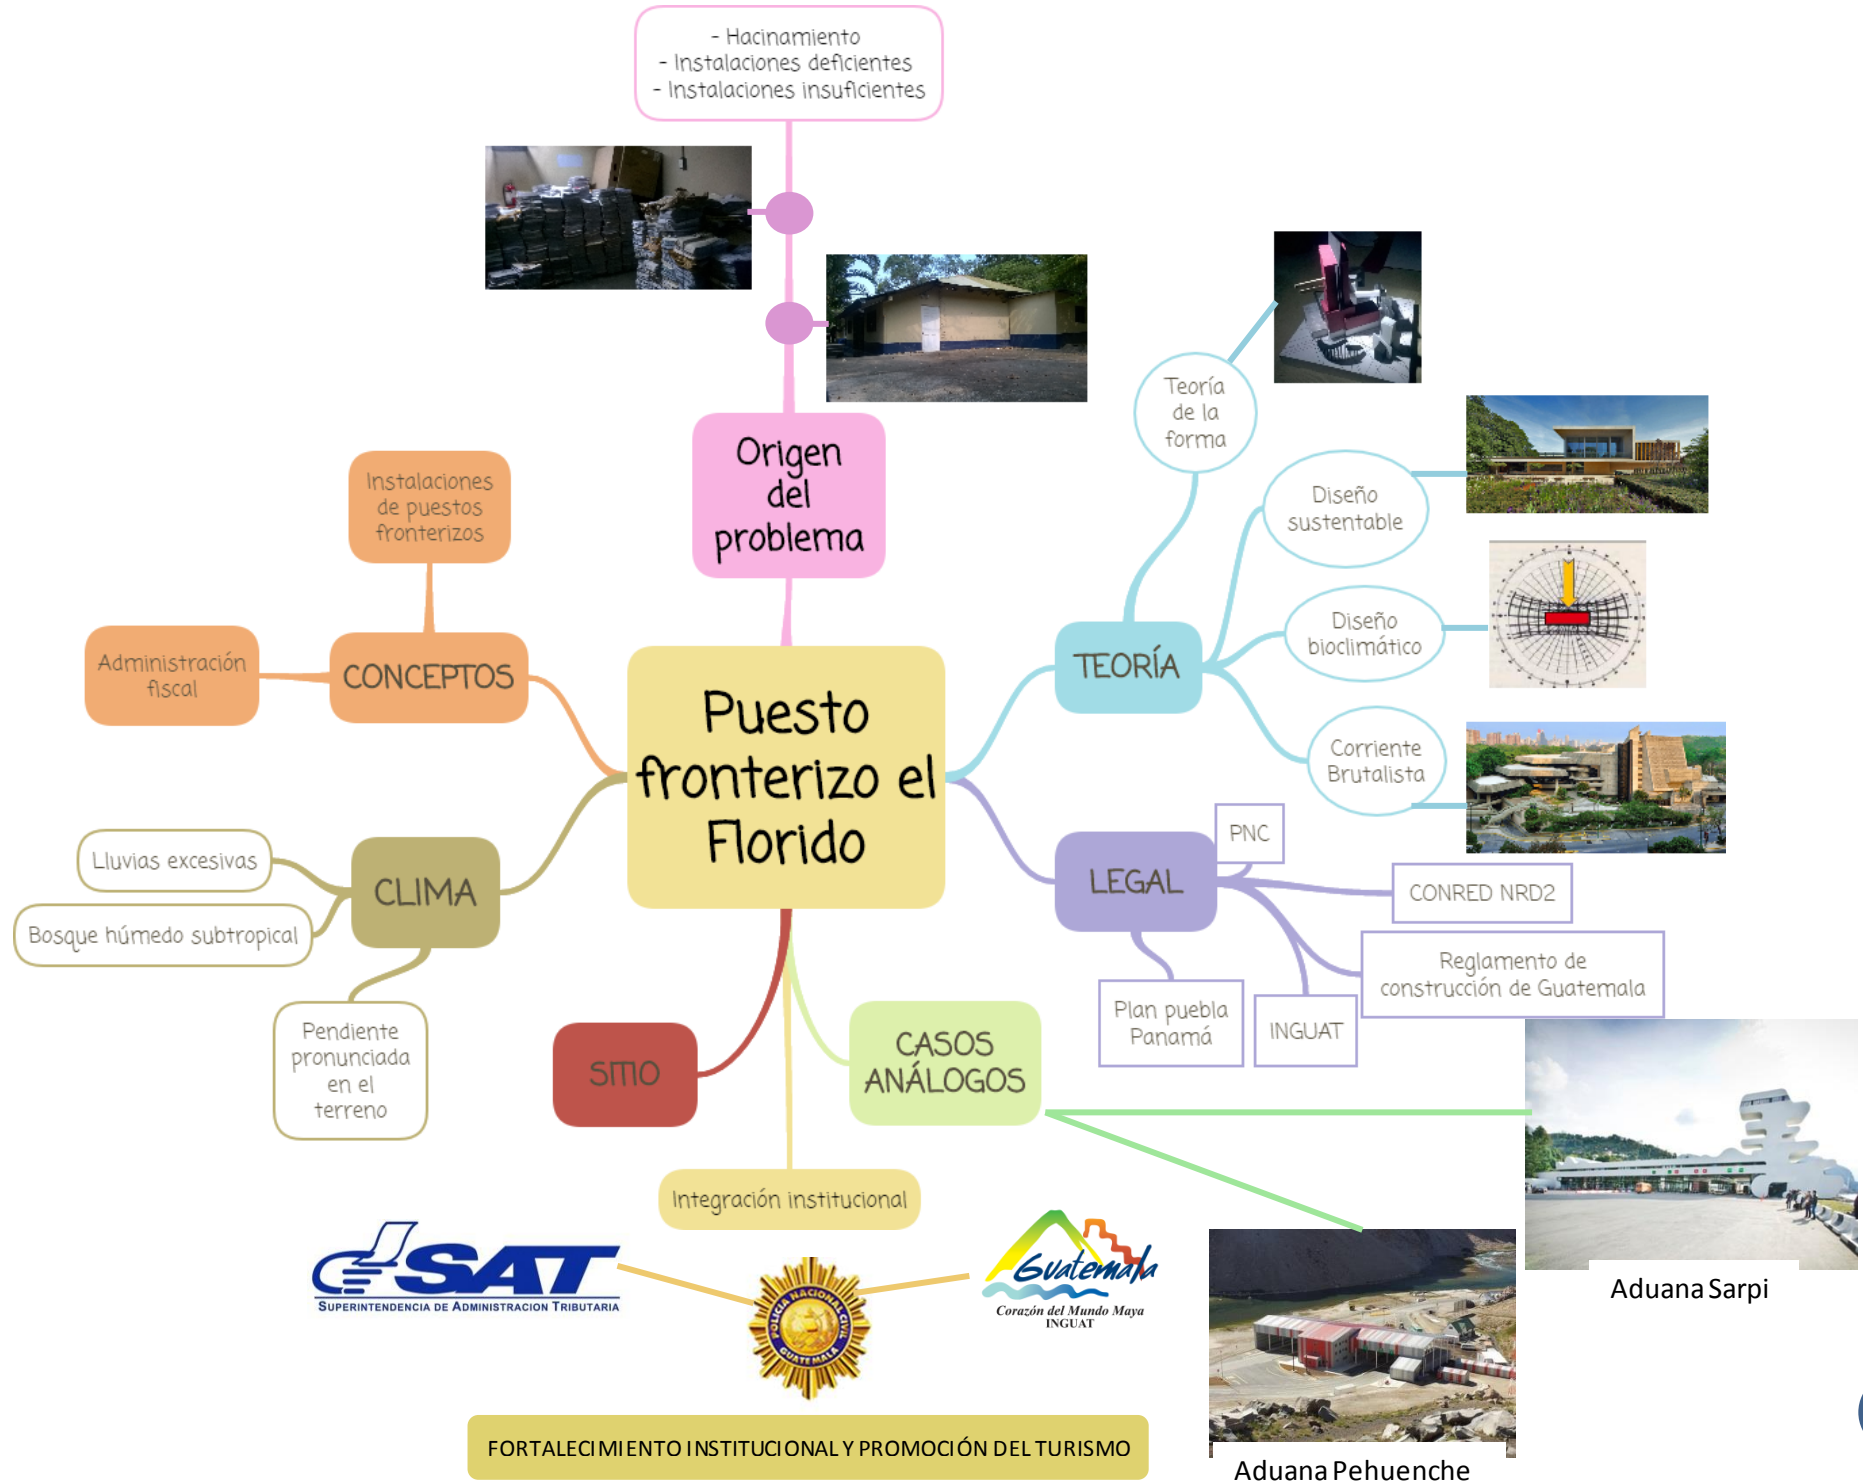 - Hacinamiento
- Instalaciones deficientes
- Instalaciones insuficientes
Origen
del
problema
Teoría
de la
forma
Instalaciones
de puestos
fronterizos
Diseño
sustentable
Administración
fiscal
CONCEPTOS
TEORÍA
Diseño
bioclimático
Puesto
fronterizo el
Florido
Corriente
Brutalista
PNC
Lluvias excesivas
CLIMA
LEGAL
CONRED NRD2
Bosque húmedo subtropical
Reglamento de
construcción de Guatemala
Plan puebla
Panamá
INGUAT
Pendiente
pronunciada
en el
terreno
SITIO
CASOS
ANÁLOGOS
Integración institucional
SAT
SUPERINTENDENCIA DE ADMINISTRACION TRIBUTARIA
POLICIA NACIONAL CIVIL
GUATEMALA
Guatemala
Corazón del Mundo Maya
INGUAT
Aduana Sarpi
FORTALECIMIENTO INSTITUCIONAL Y PROMOCIÓN DEL TURISMO
Aduana Pehuenche